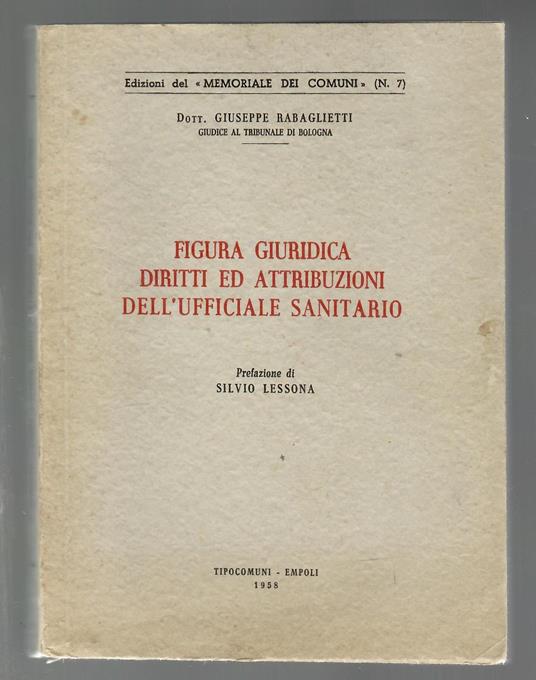 Edizioni del « MEMORIALE DEI COMUNI » (N. 7)
DOTT. GIUSEPPE RABAGLIETTI
GIUDICE AL TRIBUNALE DI BOLOGNA
FIGURA GIURIDICA
DIRITTI ED ATTRIBUZIONI
DELL'UFFICIALE SANITARIO
Prefazione di
SILVIO LESSONA
TIPOCOMUNI - EMPOLI
1958